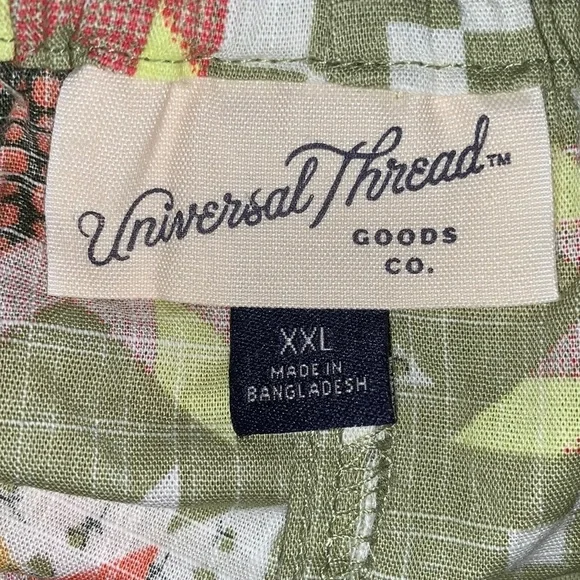 Universal Thread™
GOODS
CO.
XXL
MADE IN
BANGLADESH